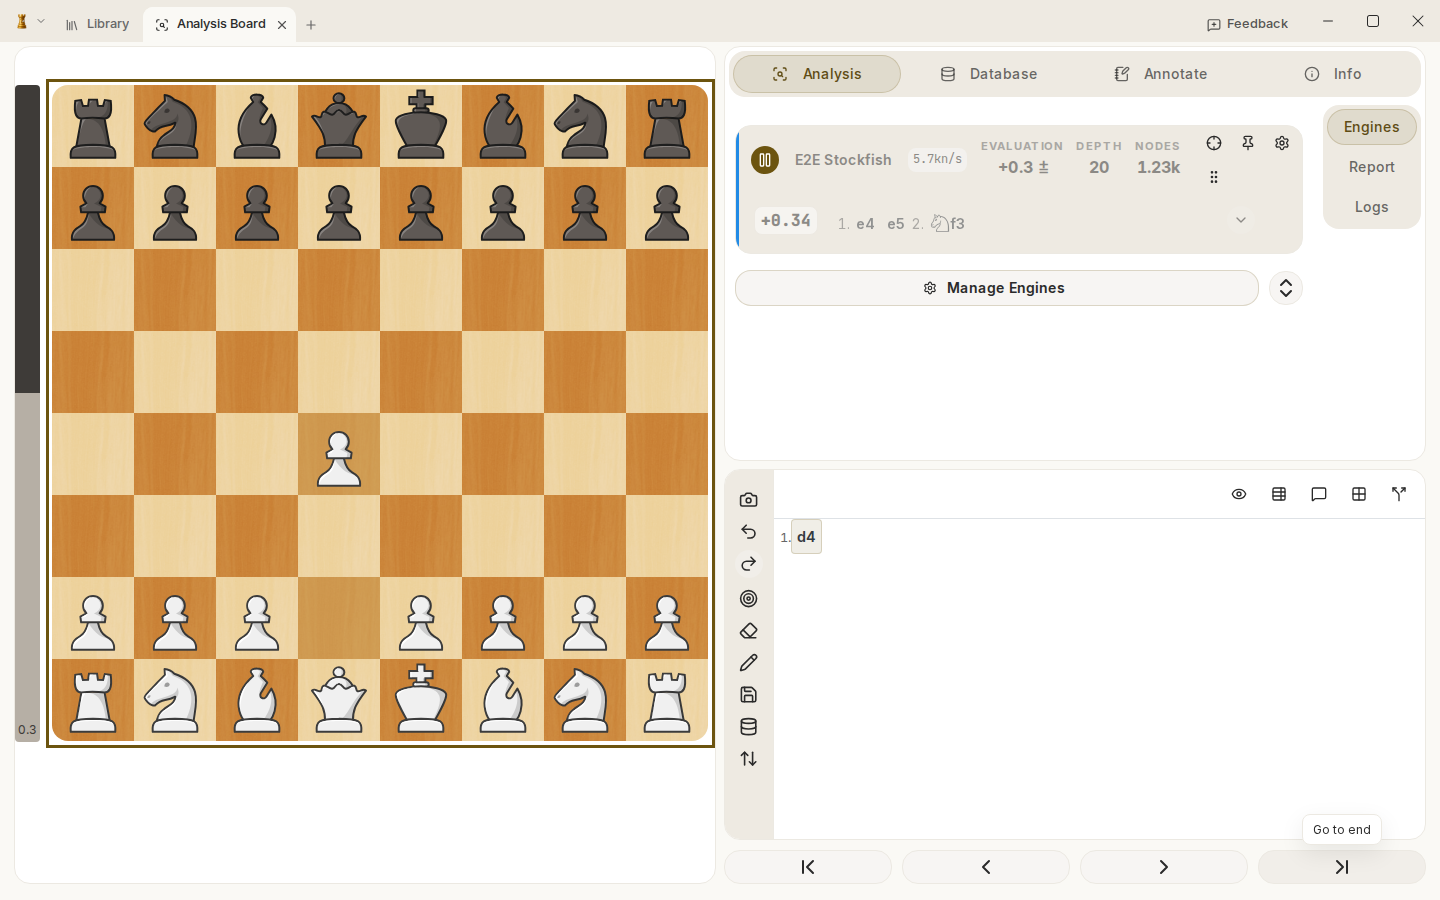 Library
Analysis Board
Feedback
Analysis
Database
Annotate
Info
E2E Stockfish
5.7kn/s
EVALUATION
+0.3 ±
DEPTH
20
NODES
1.23k
+0.34
1. e4 e5 2. f3
Engines
Report
Logs
Manage Engines
0.3
1. d4
Go to end